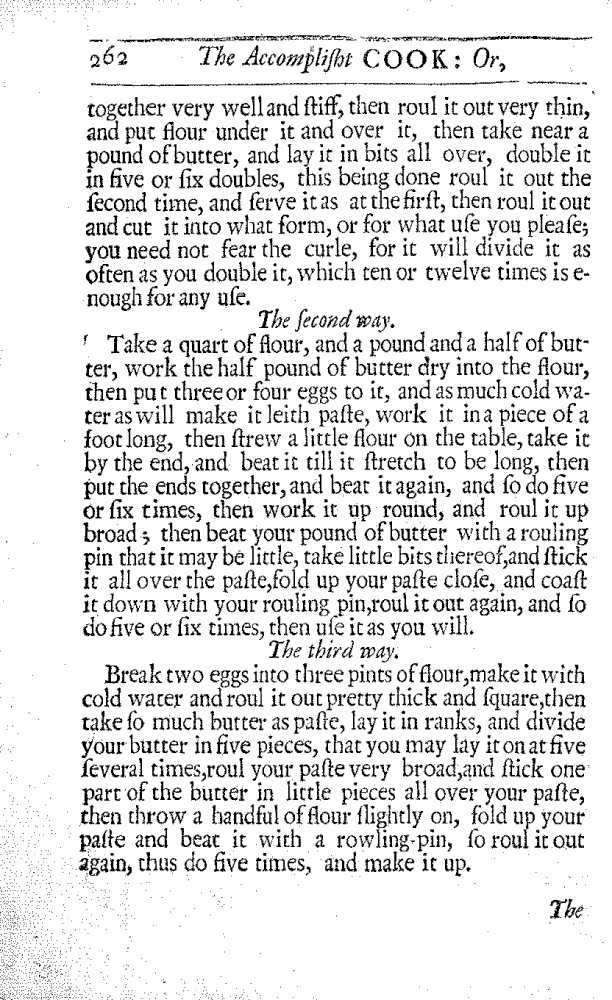 262 The Accompliſht COOK: Or,
together very well and ſtiff, then roul it out very thin,
and put flour under it and over it, then take near a
pound of butter, and lay it in bits all over, double it
in five or ſix doubles, this being done roul it out the
ſecond time, and ſerve it as at the firſt, then roul it out
and cut it into what form, or for what uſe you pleaſe;
you need not fear the curle, for it will divide it as
often as you double it, which ten or twelve times is e-
nough for any uſe.
The ſecond way.
Take a quart of flour, and a pound and a half of but-
ter, work the half pound of butter dry into the flour,
then put three or four eggs to it, and as much cold wa-
ter as will make it leith paſte, work it in a piece of a
foot long, then ſtrew a little flour on the table, take it
by the end, and beat it till it ſtretch to be long, then
put the ends together, and beat it again, and ſo do five
or ſix times, then work it up round, and roul it up
broad; then beat your pound of butter with a rouling
pin that it may be little, take little bits thereof, and ſtick
it all over the paſte, fold up your paſte cloſe, and coaſt
it down with your rouling pin, roul it out again, and ſo
do five or ſix times, then uſe it as you will.
The third way.
Break two eggs into three pints of flour, make it with
cold water and roul it out pretty thick and ſquare, then
take ſo much butter as paſte, lay it in ranks, and divide
your butter in five pieces, that you may lay it on at five
ſeveral times, roul your paſte very broad, and ſtick one
part of the butter in little pieces all over your paſte,
then throw a handful of flour ſlightly on, fold up your
paſte and beat it with a rowling-pin, ſo roul it out
again, thus do five times, and make it up.
The